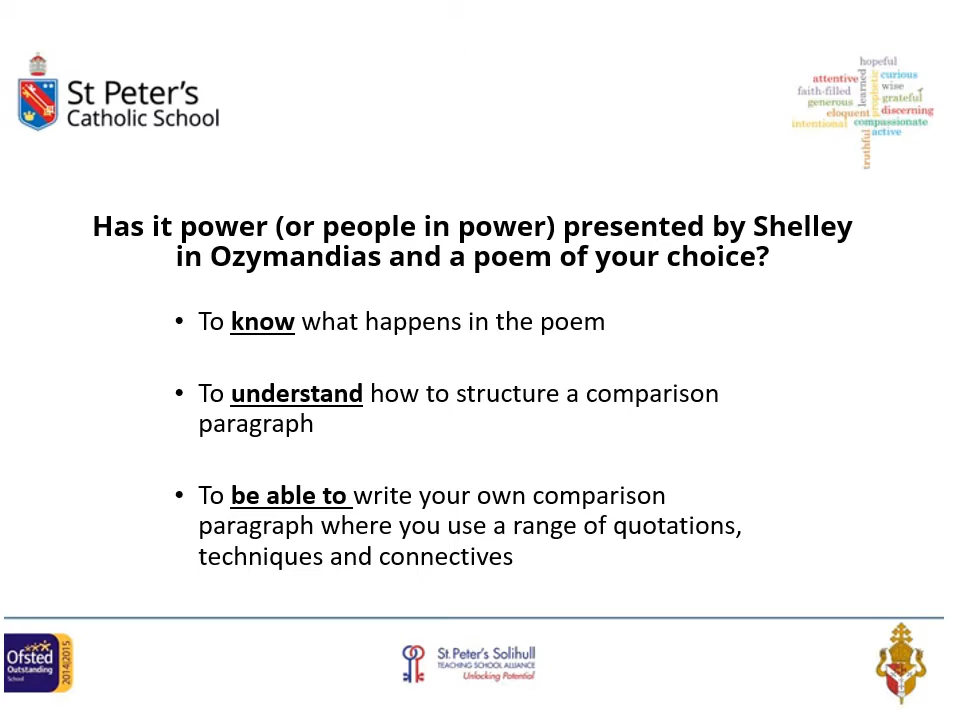 St Peter's
Catholic School
hopeful
attentive
learned
prophetic
curious
faith-filled
wise
generous
grateful
eloquent
discerning
intentional
compassionate
active
truthful
Has it power (or people in power) presented by Shelley
in Ozymandias and a poem of your choice?
• To know what happens in the poem
• To understand how to structure a comparison
paragraph
• To be able to write your own comparison
paragraph where you use a range of quotations,
techniques and connectives
Ofsted
Outstanding
School
2014|2015
St. Peter's Solihull
TEACHING SCHOOL ALLIANCE
Unlocking Potential